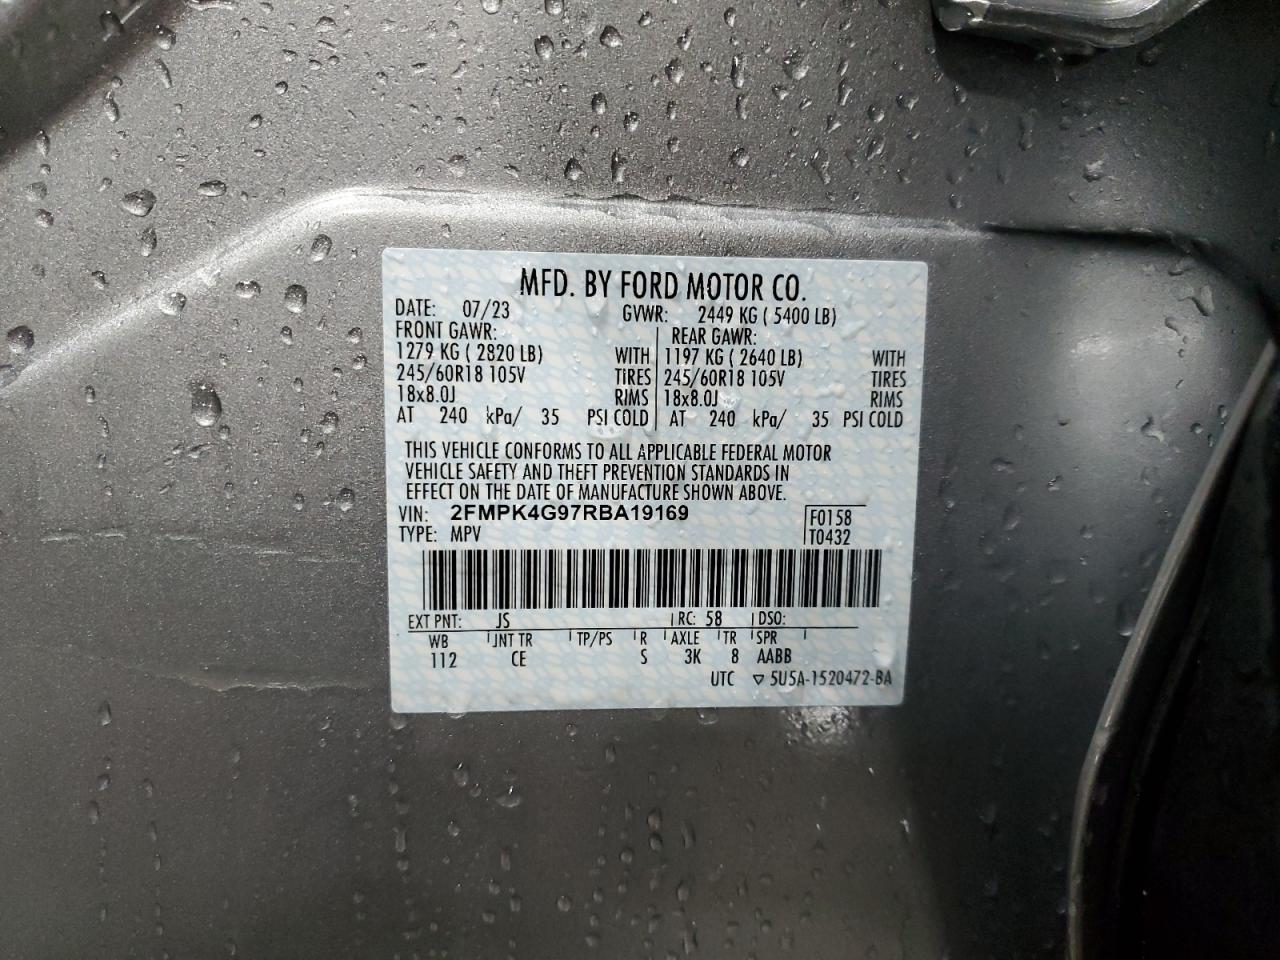 MFD. BY FORD MOTOR CO.
DATE: 07/23 GVWR: 2449 KG ( 5400 LB)
FRONT GAWR: REAR GAWR:
1279 KG ( 2820 LB) WITH 1197 KG ( 2640 LB) WITH
245/60R18 105V TIRES 245/60R18 105V TIRES
18x8.0J RIMS 18x8.0J RIMS
AT 240 kPa/ 35 PSI COLD AT 240 kPa/ 35 PSI COLD
THIS VEHICLE CONFORMS TO ALL APPLICABLE FEDERAL MOTOR
VEHICLE SAFETY AND THEFT PREVENTION STANDARDS IN
EFFECT ON THE DATE OF MANUFACTURE SHOWN ABOVE.
VIN: 2FMPK4G97RBA19169 F0158
TYPE: MPV T0432
EXT PNT: JS RC: 58 DSO:
WB INT TR TP/PS R AXLE TR SPR
112 CE S 3K 8 AABB
UTC ▽ 5U5A-1520472-BA